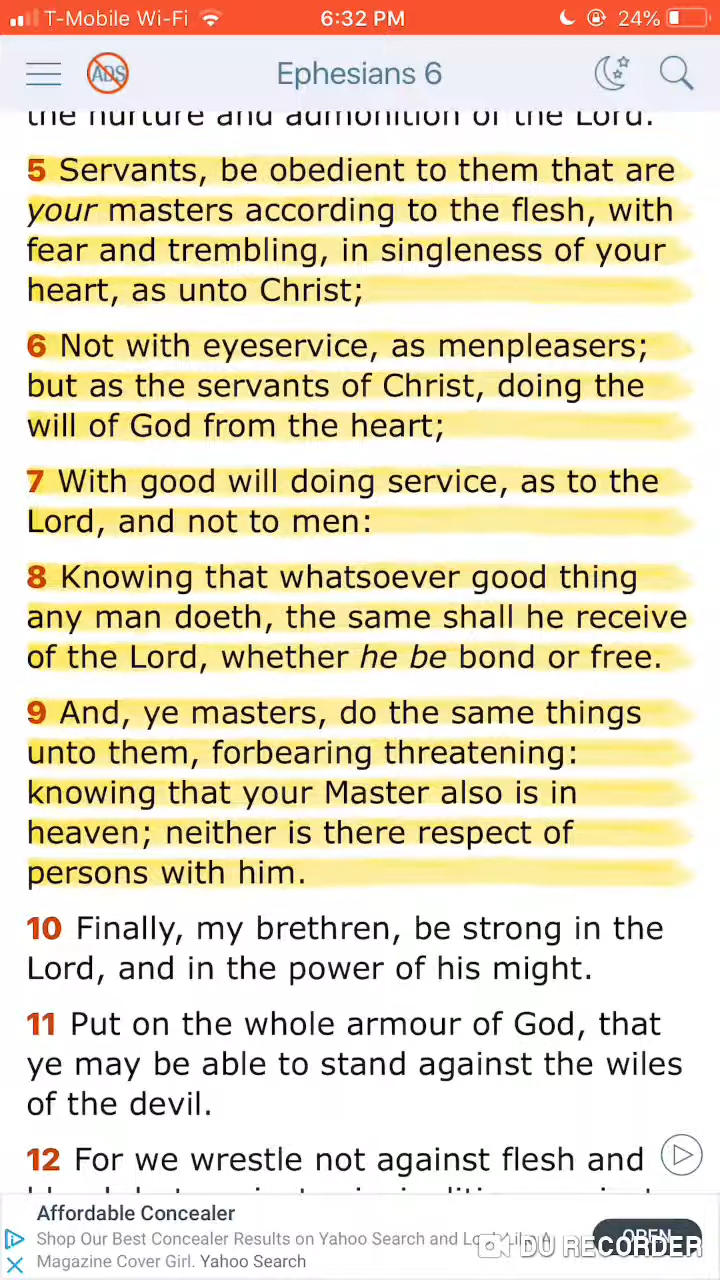 T-Mobile Wi-Fi 6:32 PM 24%
ADS Ephesians 6
the nurture and admonition of the Lord.
5 Servants, be obedient to them that are
your masters according to the flesh, with
fear and trembling, in singleness of your
heart, as unto Christ;
6 Not with eyeservice, as menpleasers;
but as the servants of Christ, doing the
will of God from the heart;
7 With good will doing service, as to the
Lord, and not to men:
8 Knowing that whatsoever good thing
any man doeth, the same shall he receive
of the Lord, whether he be bond or free.
9 And, ye masters, do the same things
unto them, forbearing threatening:
knowing that your Master also is in
heaven; neither is there respect of
persons with him.
10 Finally, my brethren, be strong in the
Lord, and in the power of his might.
11 Put on the whole armour of God, that
ye may be able to stand against the wiles
of the devil.
12 For we wrestle not against flesh and
Affordable Concealer
Shop Our Best Concealer Results on Yahoo Search and
OPEN
DU RECORDER
Magazine Cover Girl. Yahoo Search